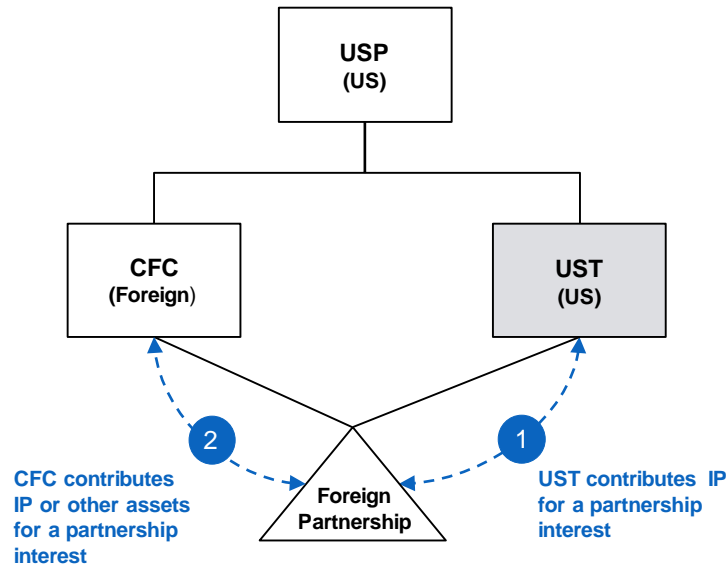 USP
(US)
CFC
(Foreign)
UST
(US)
2
1
CFC contributes
IP or other assets
for a partnership
interest
Foreign
Partnership
UST contributes IP
for a partnership
interest